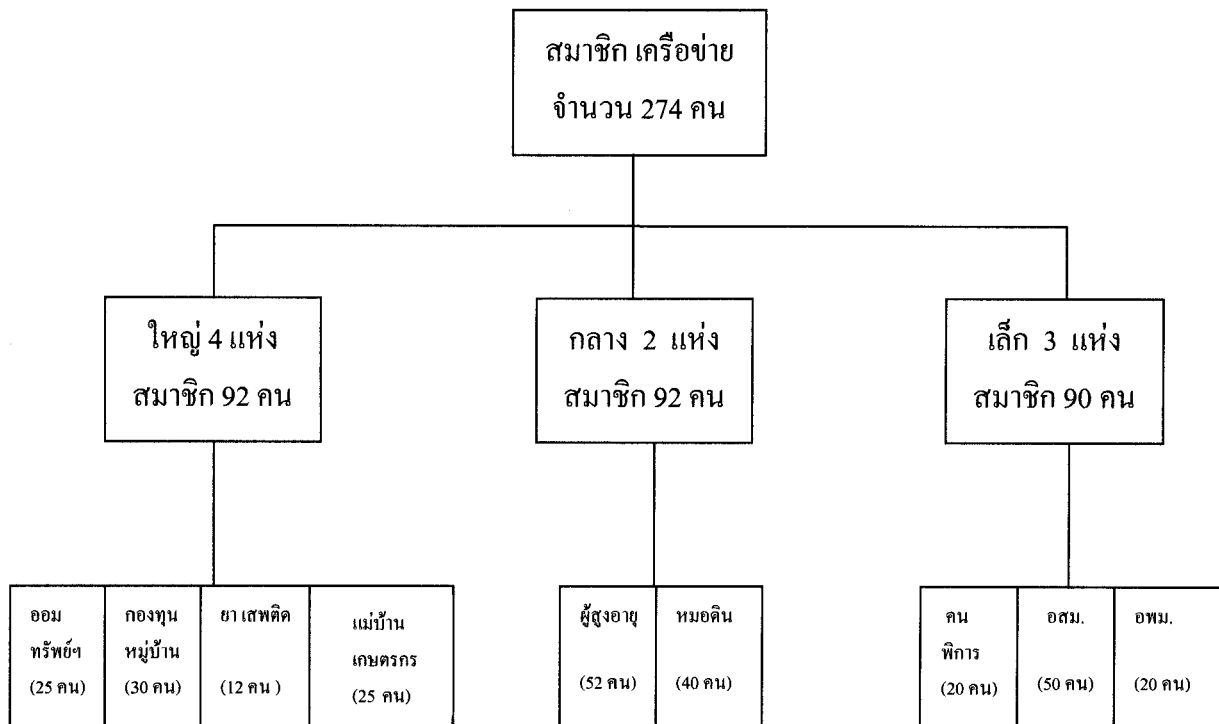 สมาชิก เครือข่าย
จำนวน 274 คน
ใหญ่ 4 แห่ง
สมาชิก 92 คน
กลาง 2 แห่ง
สมาชิก 92 คน
เล็ก 3 แห่ง
สมาชิก 90 คน
ออม
ทรัพย์ฯ
(25 คน)
กองทุน
หมู่บ้าน
(30 คน)
ยา เสพติด
(12 คน )
แม่บ้าน
เกษตรกร
(25 คน)
ผู้สูงอายุ
(52 คน)
หมอดิน
(40 คน)
คน
พิการ
(20 คน)
อสม.
(50 คน)
อพม.
(20 คน)